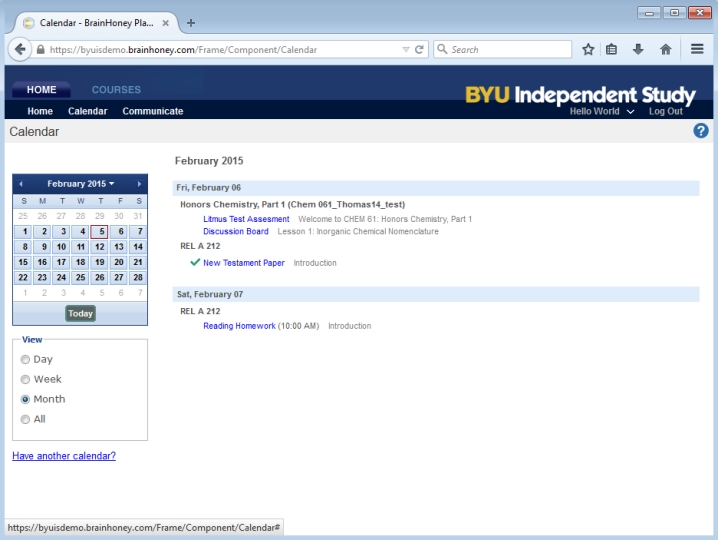 Calendar - BrainHoney Pla...
https://byuisdemo.brainhoney.com/Frame/Component/Calendar
Search
HOME COURSES
BYU Independent Study
Home Calendar Communicate
Hello World Log Out
Calendar
?
February 2015
S M T W T F S
25 26 27 28 29 30 31
1 2 3 4 5 6 7
8 9 10 11 12 13 14
15 16 17 18 19 20 21
22 23 24 25 26 27 28
1 2 3 4 5 6 7
Today
View
Day
Week
Month
All
Have another calendar?
February 2015
Fri, February 06
Honors Chemistry, Part 1 (Chem 061_Thomas14_test)
Litmus Test Assesment Welcome to CHEM 61: Honors Chemistry, Part 1
Discussion Board Lesson 1: Inorganic Chemical Nomenclature
REL A 212
New Testament Paper Introduction
Sat, February 07
REL A 212
Reading Homework (10:00 AM) Introduction
https://byuisdemo.brainhoney.com/Frame/Component/Calendar#